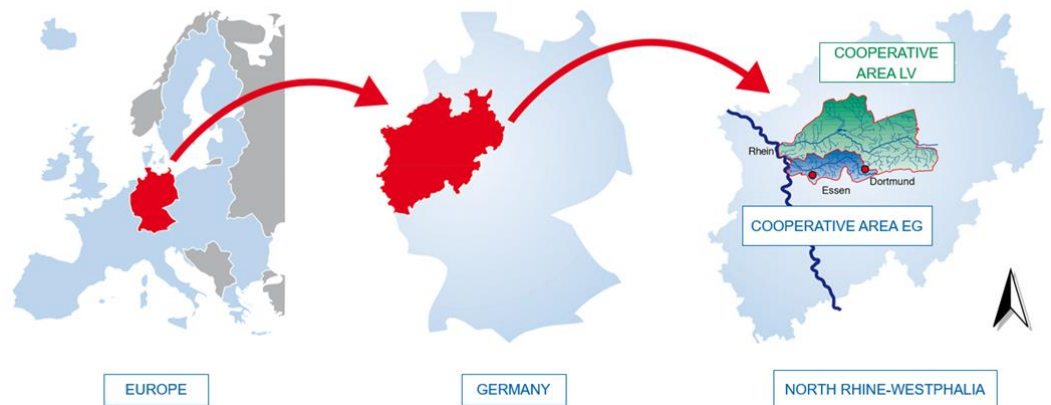 COOPERATIVE
AREA LV
Rhein
Dortmund
Essen
COOPERATIVE AREA EG
EUROPE
GERMANY
NORTH RHINE-WESTPHALIA